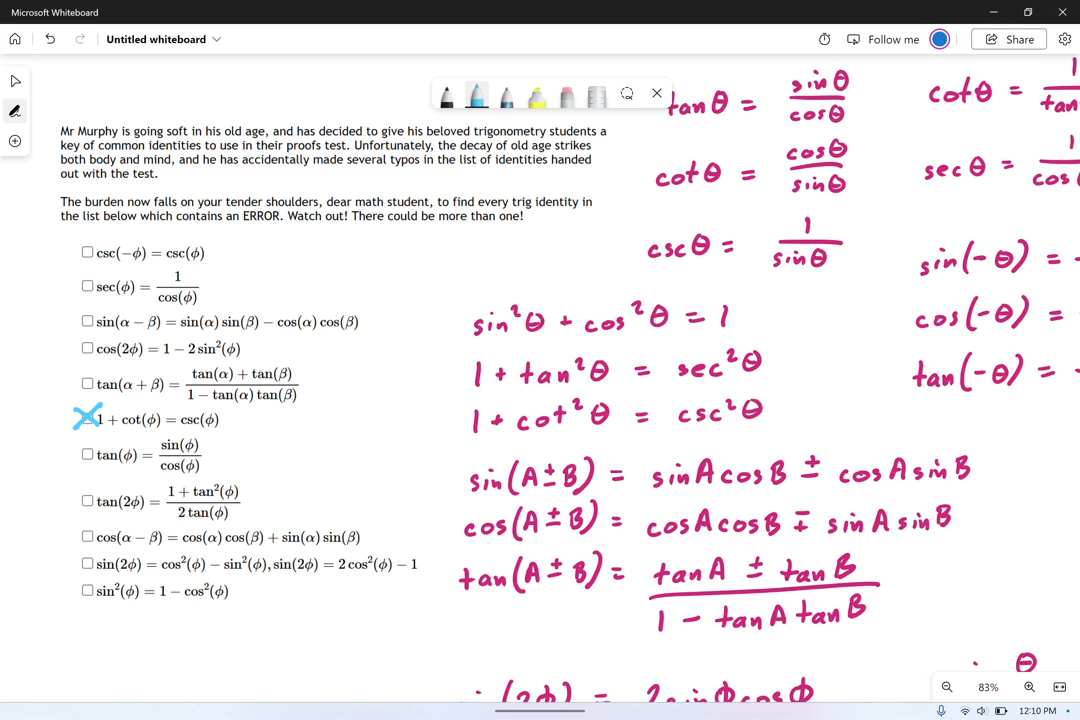 Microsoft Whiteboard
Untitled whiteboard
Follow me
Share
Mr Murphy is going soft in his old age, and has decided to give his beloved trigonometry students a
key of common identities to use in their proofs test. Unfortunately, the decay of old age strikes
both body and mind, and he has accidentally made several typos in the list of identities handed
out with the test.
The burden now falls on your tender shoulders, dear math student, to find every trig identity in
the list below which contains an ERROR. Watch out! There could be more than one!
csc(−ϕ) = csc(ϕ)
sec(ϕ) = 1/cos(ϕ)
sin(α − β) = sin(α) sin(β) − cos(α) cos(β)
cos(2ϕ) = 1 − 2 sin²(ϕ)
tan(α + β) = (tan(α) + tan(β))/(1 − tan(α) tan(β))
1 + cot(ϕ) = csc(ϕ)
tan(ϕ) = sin(ϕ)/cos(ϕ)
tan(2ϕ) = (1 + tan²(ϕ))/(2 tan(ϕ))
cos(α − β) = cos(α) cos(β) + sin(α) sin(β)
sin(2ϕ) = cos²(ϕ) − sin²(ϕ), sin(2ϕ) = 2 cos²(ϕ) − 1
sin²(ϕ) = 1 − cos²(ϕ)
tan θ = sin θ/cos θ
cot θ = 1/tan
cot θ = cos θ/sin θ
sec θ = 1/cos
csc θ = 1/sin θ
sin(−θ) = -
cos(−θ) =
tan(−θ) = -
sin²θ + cos²θ = 1
1 + tan²θ = sec²θ
1 + cot²θ = csc²θ
sin(A ± B) = sin A cos B ± cos A sin B
cos(A ± B) = cos A cos B ∓ sin A sin B
tan(A ± B) = (tan A ± tan B)/(1 − tan A tan B)
(2ϕ) = 2 sin ϕ cos ϕ
θ
83%
12:10 PM